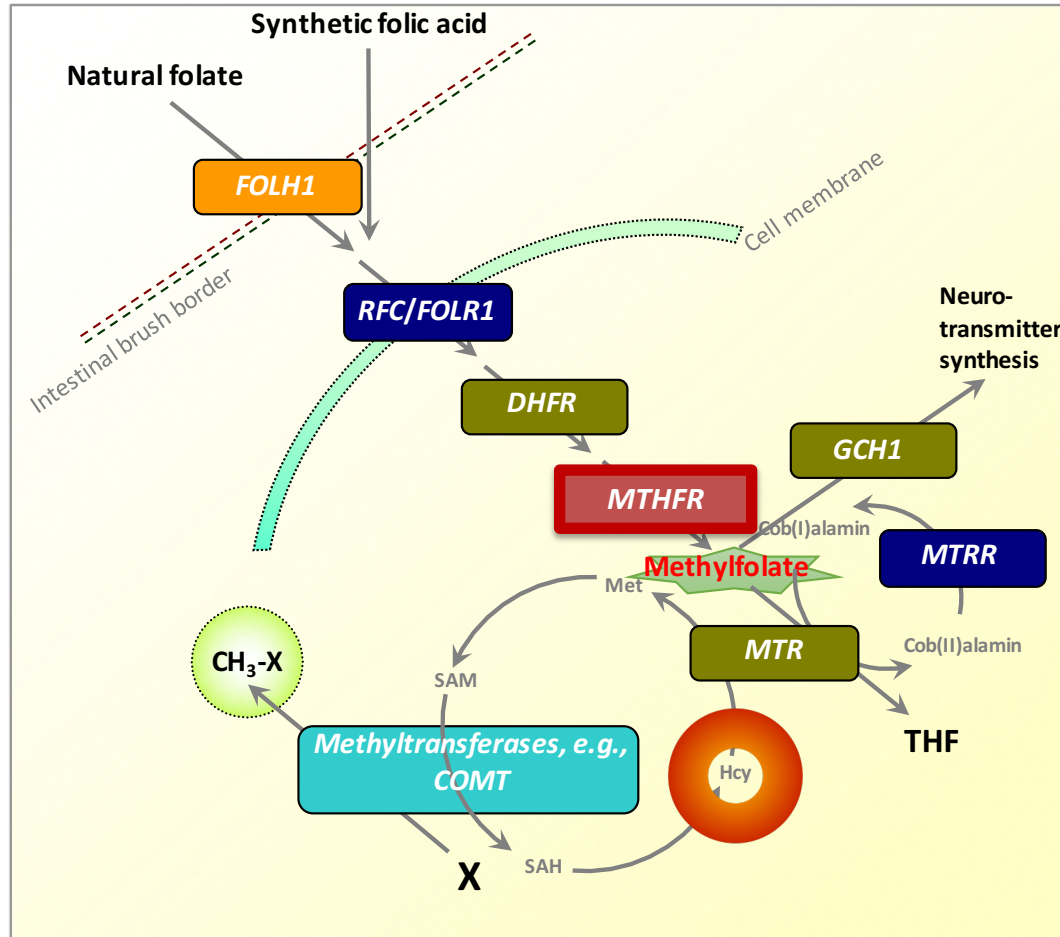 Synthetic folic acid
Natural folate
FOLH1
Cell membrane
Intestinal brush border
RFC/FOLR1
Neuro-
transmitter
synthesis
DHFR
GCH1
MTHFR
Cob(I)alamin
MTRR
Methylfolate
Met
MTR
Cob(II)alamin
CH₃-X
SAM
THF
Methyltransferases, e.g.,
COMT
Hcy
X
SAH